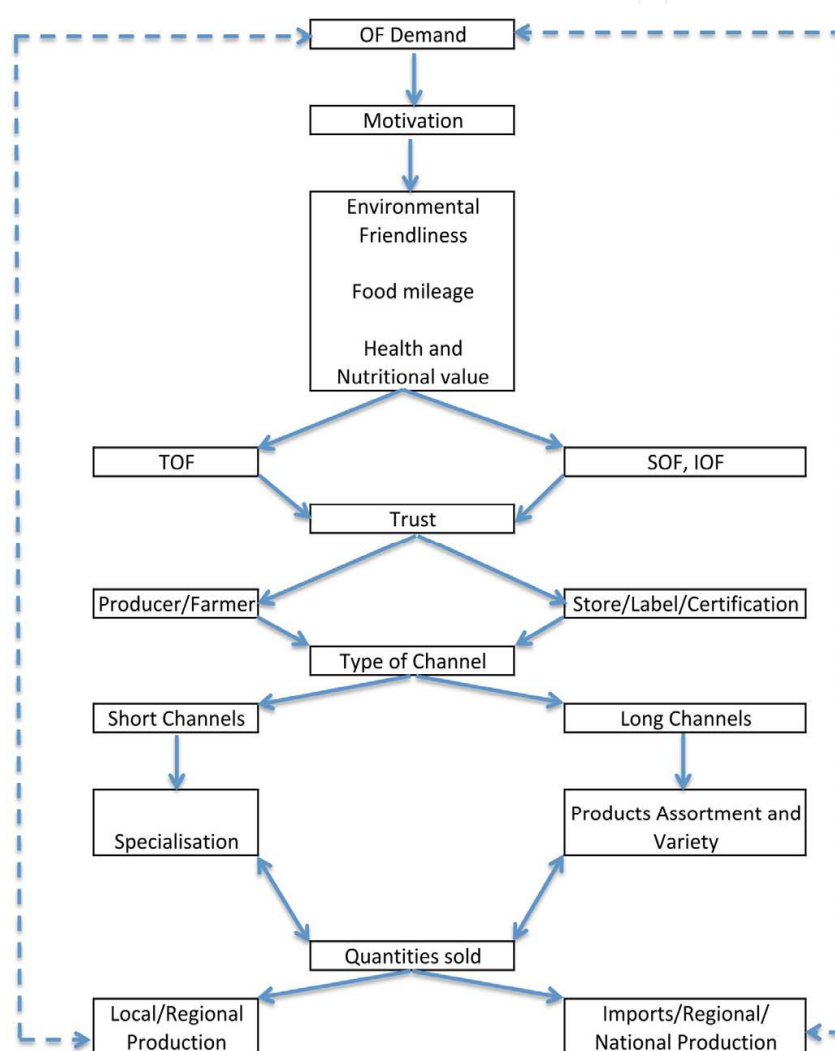 OF Demand
Motivation
Environmental
Friendliness
Food mileage
Health and
Nutritional value
TOF
SOF, IOF
Trust
Producer/Farmer
Store/Label/Certification
Type of Channel
Short Channels
Long Channels
Specialisation
Products Assortment and
Variety
Quantities sold
Local/Regional
Production
Imports/Regional/
National Production